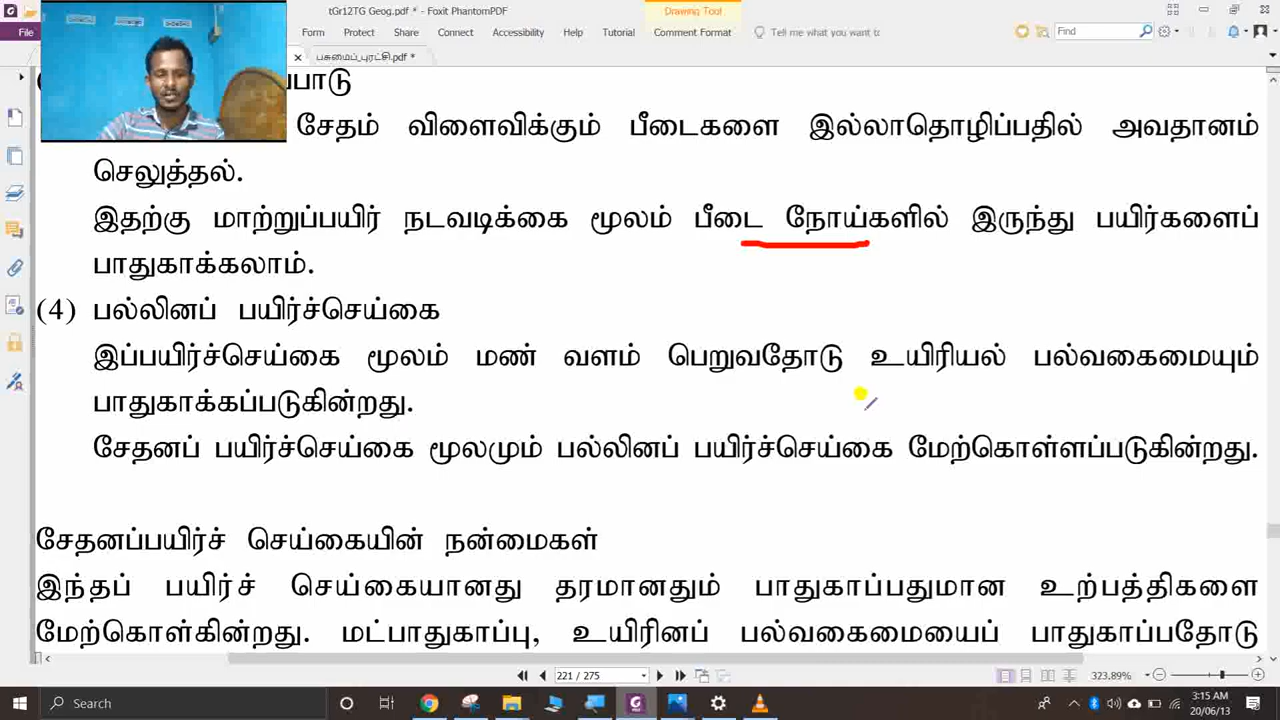 tGr12TG Geog.pdf * - Foxit PhantomPDF
Drawing Tool
File Form Protect Share Connect Accessibility Help Tutorial Comment Format Tell me what you want t Find
பசுமைப்புரட்சி.pdf *
சேதம் விளைவிக்கும் பீடைகளை இல்லாதொழிப்பதில் அவதானம்
செலுத்தல்.
இதற்கு மாற்றுப்பயிர் நடவடிக்கை மூலம் பீடை நோய்களில் இருந்து பயிர்களைப்
பாதுகாக்கலாம்.
(4) பல்லினப் பயிர்ச்செய்கை
இப்பயிர்ச்செய்கை மூலம் மண் வளம் பெறுவதோடு உயிரியல் பல்வகைமையும்
பாதுகாக்கப்படுகின்றது.
சேதனப் பயிர்ச்செய்கை மூலமும் பல்லினப் பயிர்ச்செய்கை மேற்கொள்ளப்படுகின்றது.
சேதனப்பயிர்ச் செய்கையின் நன்மைகள்
இந்தப் பயிர்ச் செய்கையானது தரமானதும் பாதுகாப்பதுமான உற்பத்திகளை
மேற்கொள்கின்றது. மட்பாதுகாப்பு, உயிரினப் பல்வகைமையைப் பாதுகாப்பதோடு
221 / 275 323.89%
Search 3:15 AM
20/06/13